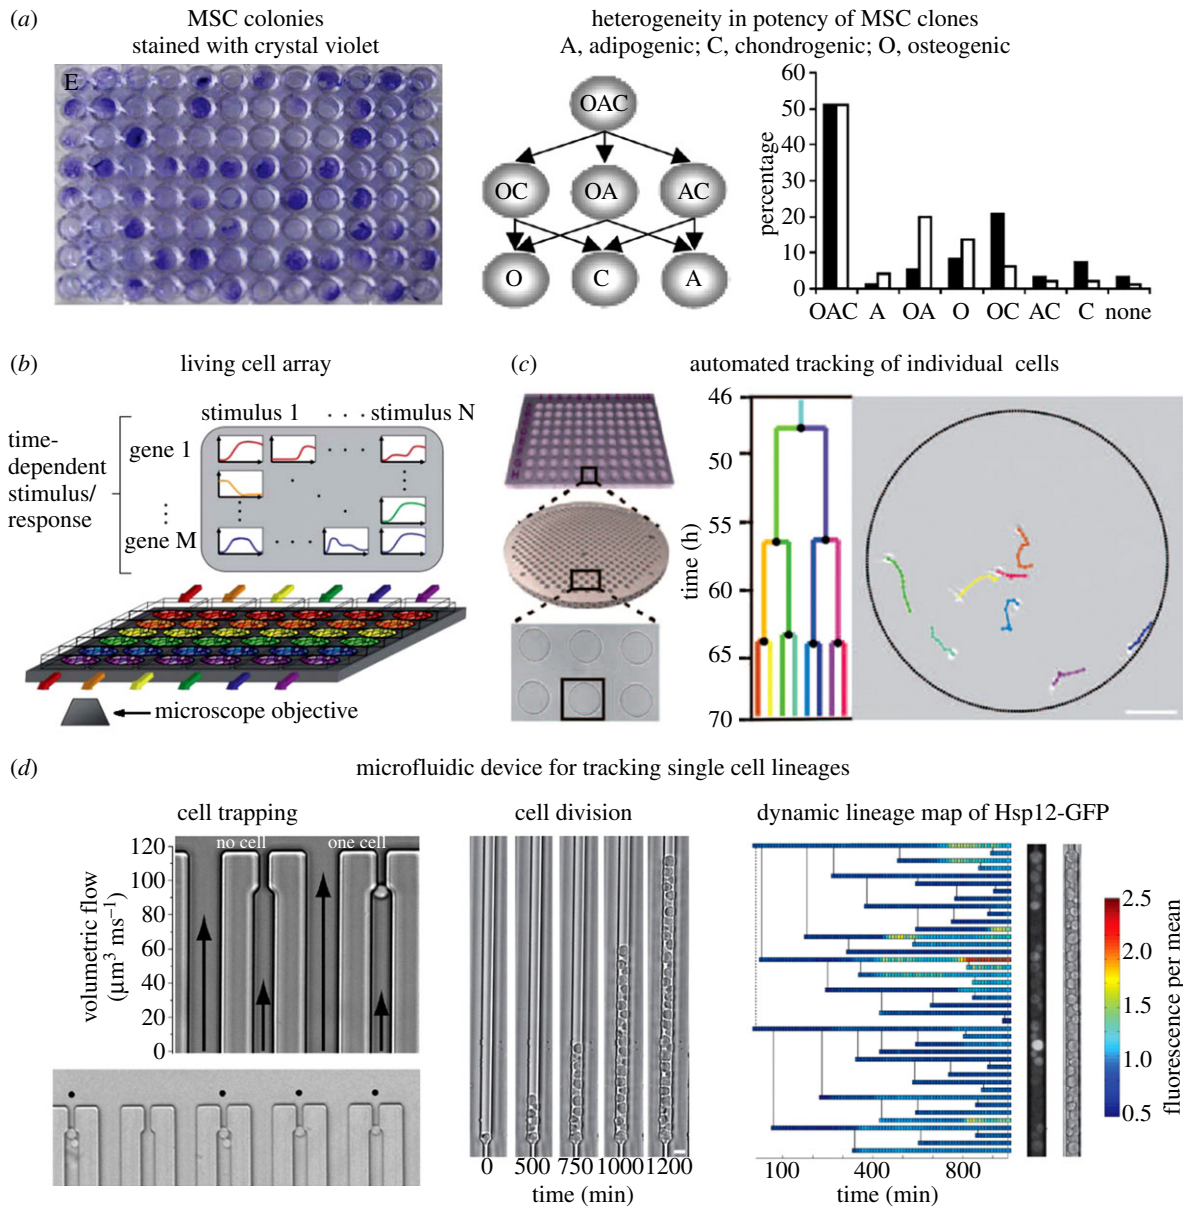 (a)
MSC colonies
stained with crystal violet
E
heterogeneity in potency of MSC clones
A, adipogenic; C, chondrogenic; O, osteogenic
OAC
OC OA AC
O C A
percentage
60
50
40
30
20
10
0
OAC A OA O OC AC C none
(b)
living cell array
time-
dependent
stimulus/
response
stimulus 1 · · · stimulus N
gene 1
gene M
microscope objective
(c)
automated tracking of individual cells
time (h)
46
50
55
60
65
70
(d)
microfluidic device for tracking single cell lineages
cell trapping
volumetric flow
(μm³ ms⁻¹)
120
100
80
60
40
20
0
no cell
one cell
cell division
0 500 750 1000 1200
time (min)
dynamic lineage map of Hsp12-GFP
100 400 800
time (min)
2.5
2.0
1.5
1.0
0.5
fluorescence per mean